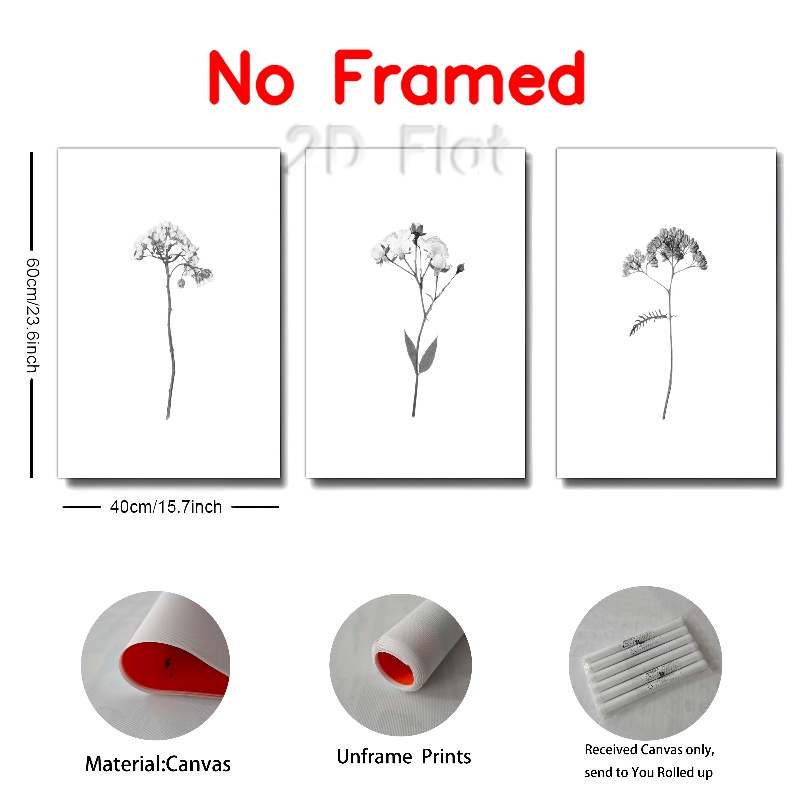 No Framed
2D Flat
60cm/23.6inch
40cm/15.7inch
Material:Canvas
Unframe Prints
Received Canvas only,
send to You Rolled up